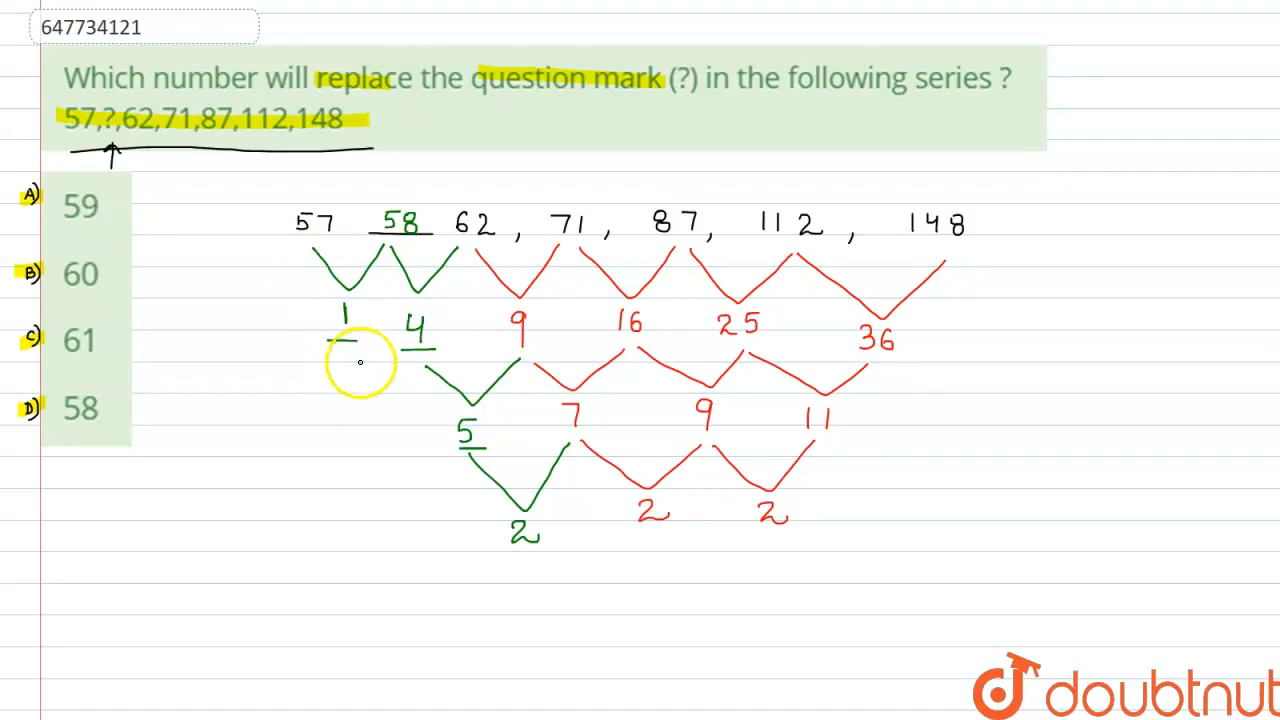 647734121
Which number will replace the question mark (?) in the following series ?
57,?,62,71,87,112,148
A) 59
B) 60
C) 61
D) 58
57 58 62, 71, 87, 112, 148
1 4 9 16 25 36
5 7 9 11
2 2 2
doubtnut